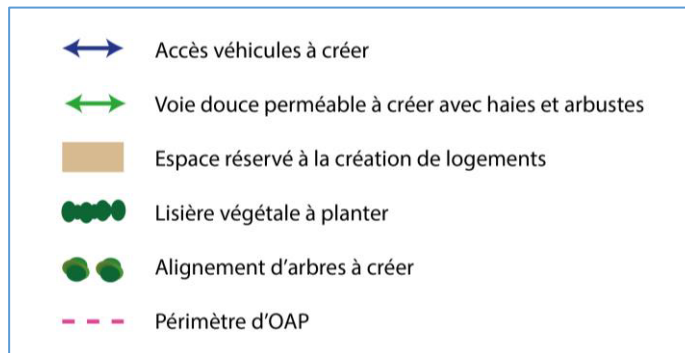 Accès véhicules à créer
Voie douce perméable à créer avec haies et arbustes
Espace réservé à la création de logements
Lisière végétale à planter
Alignement d'arbres à créer
Périmètre d'OAP